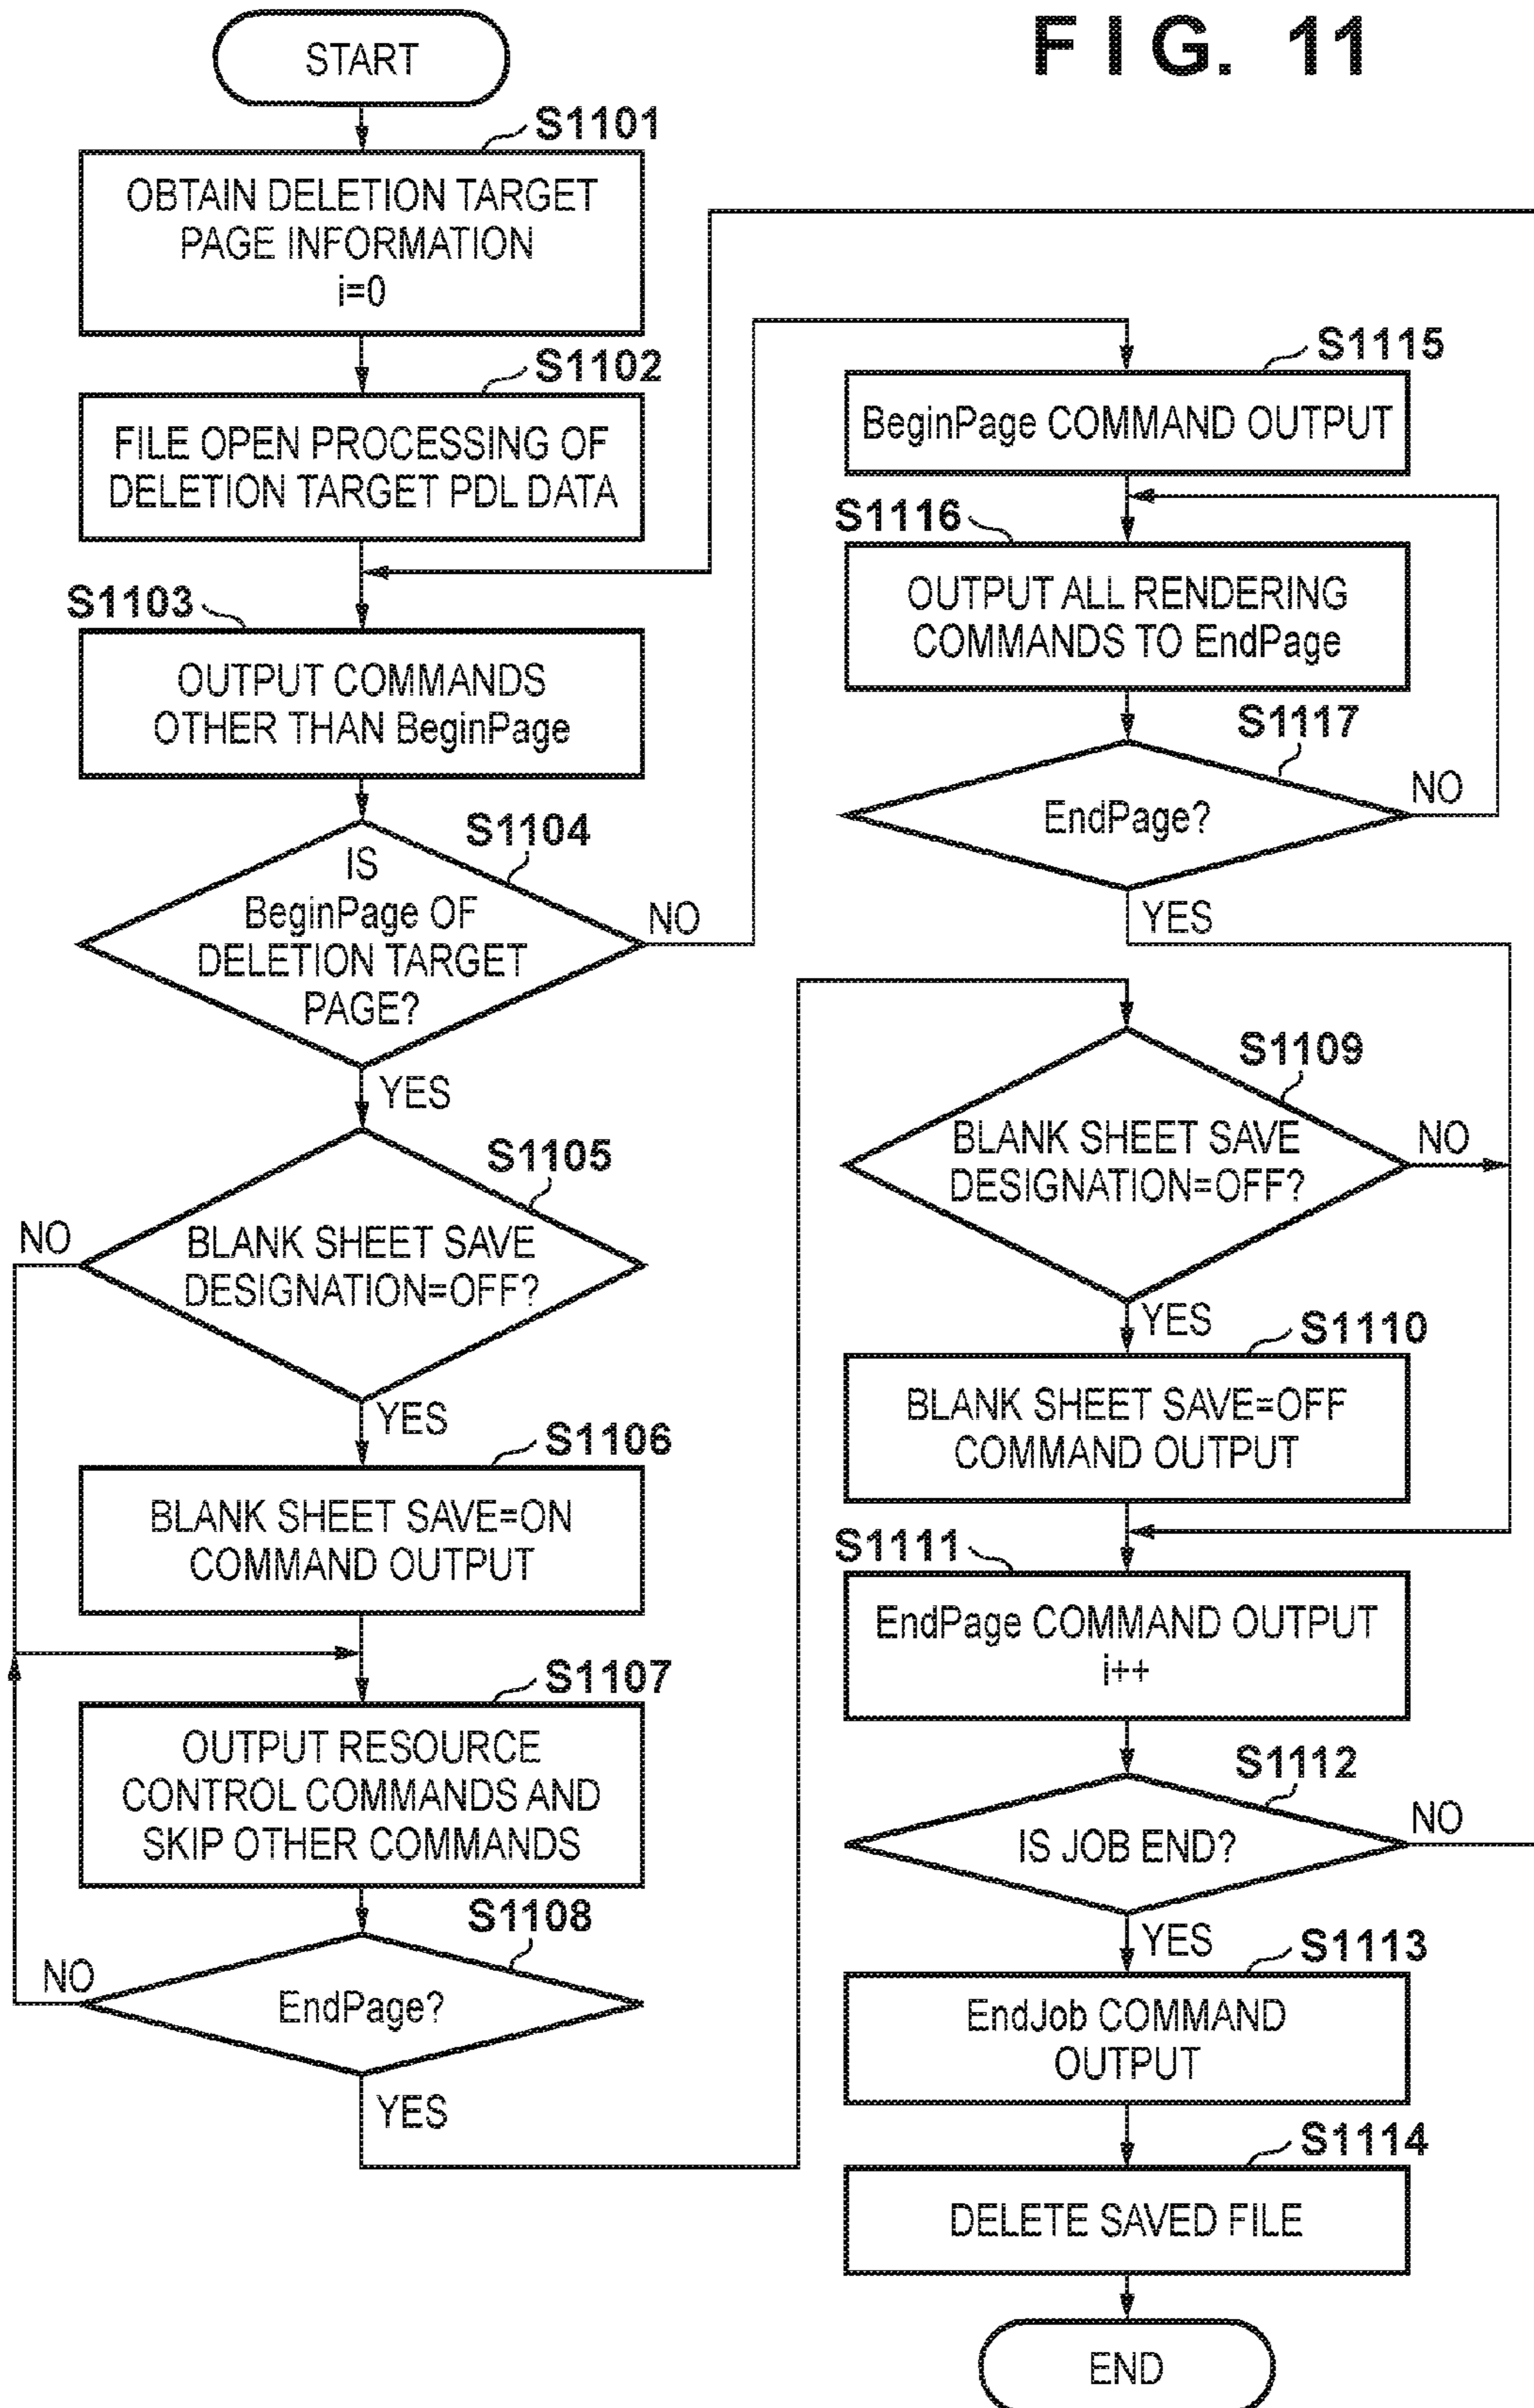 FIG. 11
START
S1101
OBTAIN DELETION TARGET
PAGE INFORMATION
i=0
S1102
FILE OPEN PROCESSING OF
DELETION TARGET PDL DATA
S1103
OUTPUT COMMANDS
OTHER THAN BeginPage
S1104
IS
BeginPage OF
DELETION TARGET
PAGE?
NO
YES
S1105
BLANK SHEET SAVE
DESIGNATION=OFF?
NO
YES
S1106
BLANK SHEET SAVE=ON
COMMAND OUTPUT
S1107
OUTPUT RESOURCE
CONTROL COMMANDS AND
SKIP OTHER COMMANDS
S1108
EndPage?
NO
YES
S1115
BeginPage COMMAND OUTPUT
S1116
OUTPUT ALL RENDERING
COMMANDS TO EndPage
S1117
EndPage?
NO
YES
S1109
BLANK SHEET SAVE
DESIGNATION=OFF?
NO
YES
S1110
BLANK SHEET SAVE=OFF
COMMAND OUTPUT
S1111
EndPage COMMAND OUTPUT
i++
S1112
IS JOB END?
NO
YES
S1113
EndJob COMMAND
OUTPUT
S1114
DELETE SAVED FILE
END